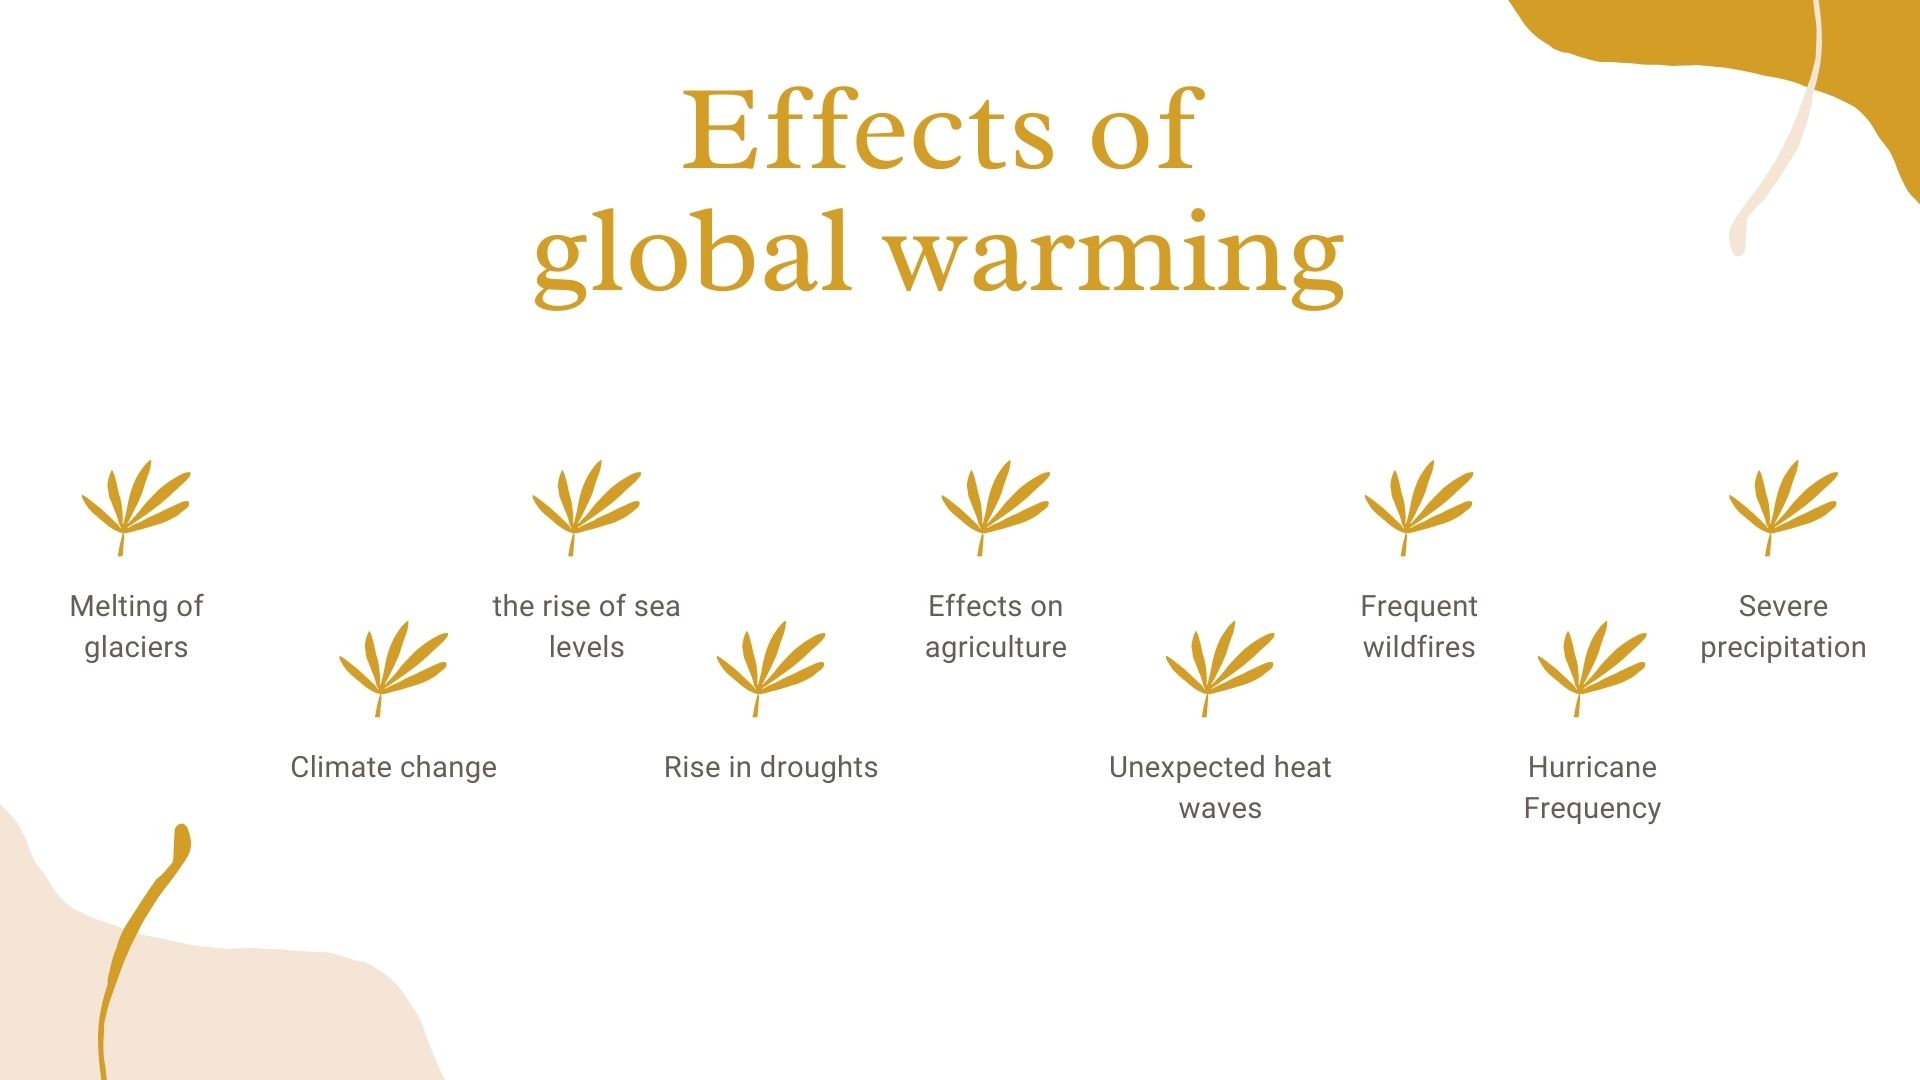 Effects of
global warming
Melting of
glaciers
Climate change
the rise of sea
levels
Rise in droughts
Effects on
agriculture
Unexpected heat
waves
Frequent
wildfires
Hurricane
Frequency
Severe
precipitation